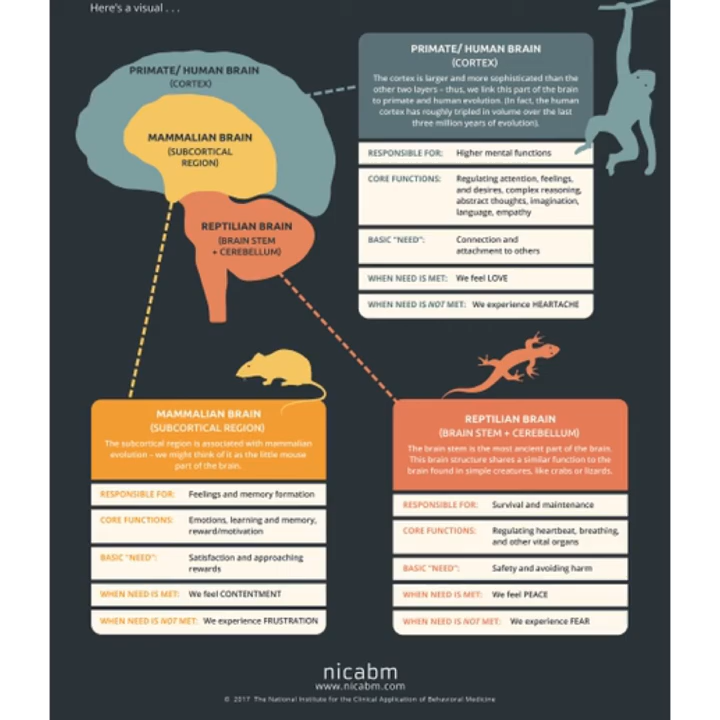 Here's a visual . . .
PRIMATE/ HUMAN BRAIN
(CORTEX)
MAMMALIAN BRAIN
(SUBCORTICAL
REGION)
REPTILIAN BRAIN
(BRAIN STEM
+ CEREBELLUM)
PRIMATE/ HUMAN BRAIN
(CORTEX)
The cortex is larger and more sophisticated than the
other two layers – thus, we link this part of the brain
to primate and human evolution. (In fact, the human
cortex has roughly tripled in volume over the last
three million years of evolution).
RESPONSIBLE FOR: Higher mental functions
CORE FUNCTIONS: Regulating attention, feelings,
and desires, complex reasoning,
abstract thoughts, imagination,
language, empathy
BASIC "NEED": Connection and
attachment to others
WHEN NEED IS MET: We feel LOVE
WHEN NEED IS NOT MET: We experience HEARTACHE
MAMMALIAN BRAIN
(SUBCORTICAL REGION)
The subcortical region is associated with mammalian
evolution – we might think of it as the little mouse
part of the brain.
RESPONSIBLE FOR: Feelings and memory formation
CORE FUNCTIONS: Emotions, learning and memory,
reward/motivation
BASIC "NEED": Satisfaction and approaching
rewards
WHEN NEED IS MET: We feel CONTENTMENT
WHEN NEED IS NOT MET: We experience FRUSTRATION
REPTILIAN BRAIN
(BRAIN STEM + CEREBELLUM)
The brain stem is the most ancient part of the brain.
This brain structure shares a similar function to the
brain found in simple creatures, like crabs or lizards.
RESPONSIBLE FOR: Survival and maintenance
CORE FUNCTIONS: Regulating heartbeat, breathing,
and other vital organs
BASIC "NEED": Safety and avoiding harm
WHEN NEED IS MET: We feel PEACE
WHEN NEED IS NOT MET: We experience FEAR
nicabm
www.nicabm.com
© 2017 The National Institute for the Clinical Application of Behavioral Medicine